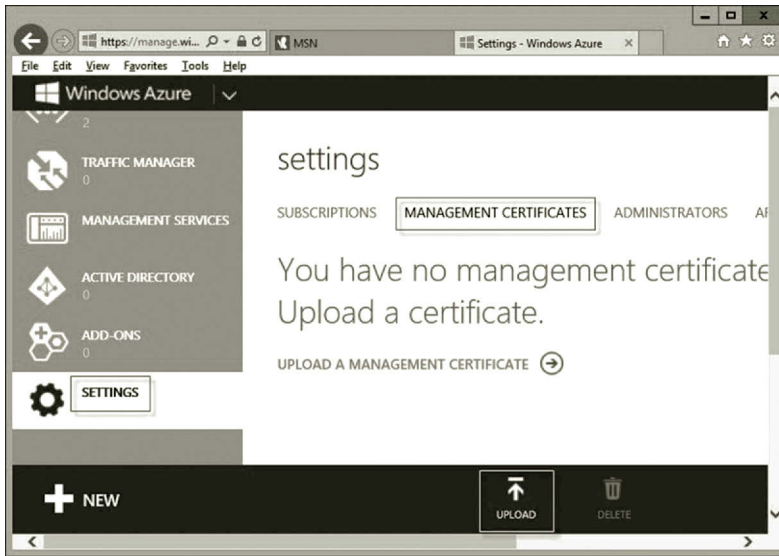 https://manage.wi...
MSN
Settings - Windows Azure
File Edit View Favorites Tools Help
Windows Azure
2
TRAFFIC MANAGER
0
MANAGEMENT SERVICES
ACTIVE DIRECTORY
0
ADD-ONS
0
SETTINGS
settings
SUBSCRIPTIONS MANAGEMENT CERTIFICATES ADMINISTRATORS
You have no management certificate
Upload a certificate.
UPLOAD A MANAGEMENT CERTIFICATE
NEW
UPLOAD
DELETE